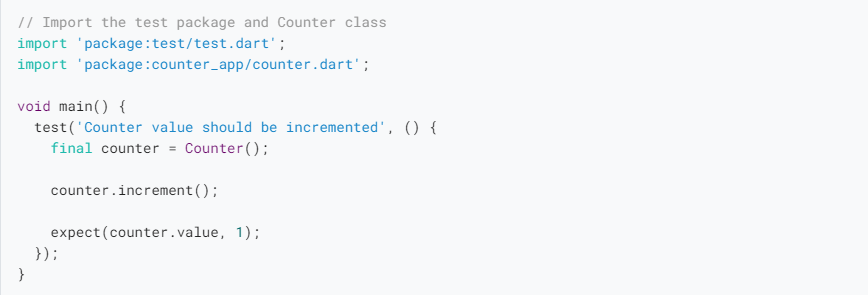 // Import the test package and Counter class
import 'package:test/test.dart';
import 'package:counter_app/counter.dart';

void main() {
  test('Counter value should be incremented', () {
    final counter = Counter();

    counter.increment();

    expect(counter.value, 1);
  });
}